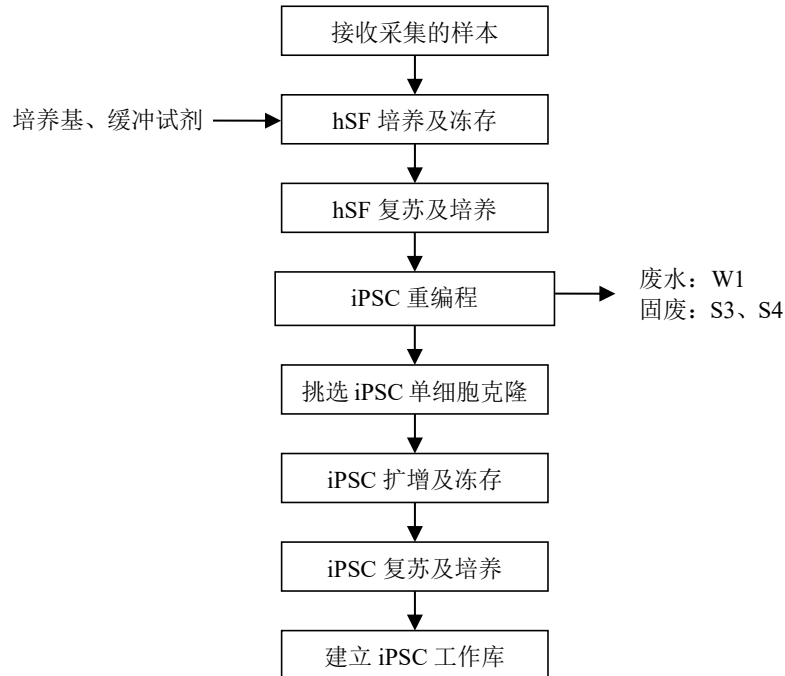 接收采集的样本
培养基、缓冲试剂
hSF 培养及冻存
hSF 复苏及培养
iPSC 重编程
废水：W1
固废：S3、S4
挑选 iPSC 单细胞克隆
iPSC 扩增及冻存
iPSC 复苏及培养
建立 iPSC 工作库